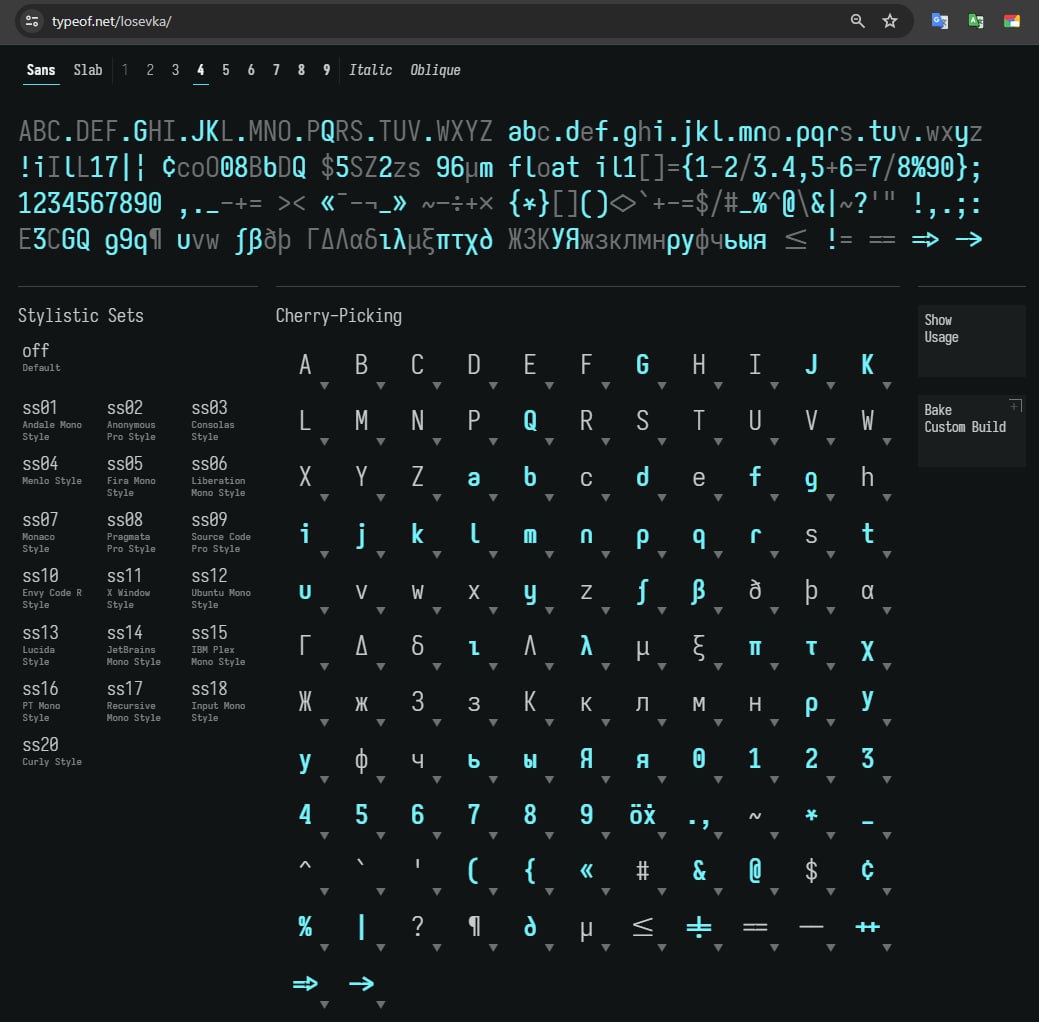 typeof.net/Iosevka/
Sans Slab 1 2 3 4 5 6 7 8 9 Italic Oblique
ABC.DEF.GHI.JKL.MNO.PQRS.TUV.WXYZ abc.def.ghi.jkl.mno.pqrs.tuv.wxyz
!iIlL17|¦ ¢coO08BbDQ $5SZ2zs 96µm float il1[]={1-2/3.4,5+6=7/8%90};
1234567890 ,._-+= >< «¯-¬_» ~-÷+× {*}[]()<>`+-=$/#_%^@\&|~?'" !,.;:
E3CGQ g9q¶ uvw ʃßðþ ΓΔΛαδιλμξπτχ∂ ЖЗКУЯжзклмнруфчьыя ≤ != == => ->
Stylistic Sets
Cherry-Picking
Show
Usage
Bake
Custom Build
off
Default
ss01 ss02 ss03
Andale Mono Style Anonymous Pro Style Consolas Style
ss04 ss05 ss06
Menlo Style Fira Mono Style Liberation Mono Style
ss07 ss08 ss09
Monaco Style Pragmata Pro Style Source Code Pro Style
ss10 ss11 ss12
Envy Code R Style X Window Style Ubuntu Mono Style
ss13 ss14 ss15
Lucida Style JetBrains Mono Style IBM Plex Mono Style
ss16 ss17 ss18
PT Mono Style Recursive Mono Style Input Mono Style
ss20
Curly Style
A B C D E F G H I J K
L M N P Q R S T U V W
X Y Z a b c d e f g h
i j k l m n p q r s t
u v w x y z ʃ ß ð þ α
Γ Δ δ ι Λ λ μ ξ π τ χ
Ж ж З з К к л м н р У
у ф ч ь ы Я я 0 1 2 3
4 5 6 7 8 9 öẋ ., ~ * _
^ ` ' ( { « # & @ $ ¢
% | ? ¶ ∂ µ ≤ == — ++
=> ->